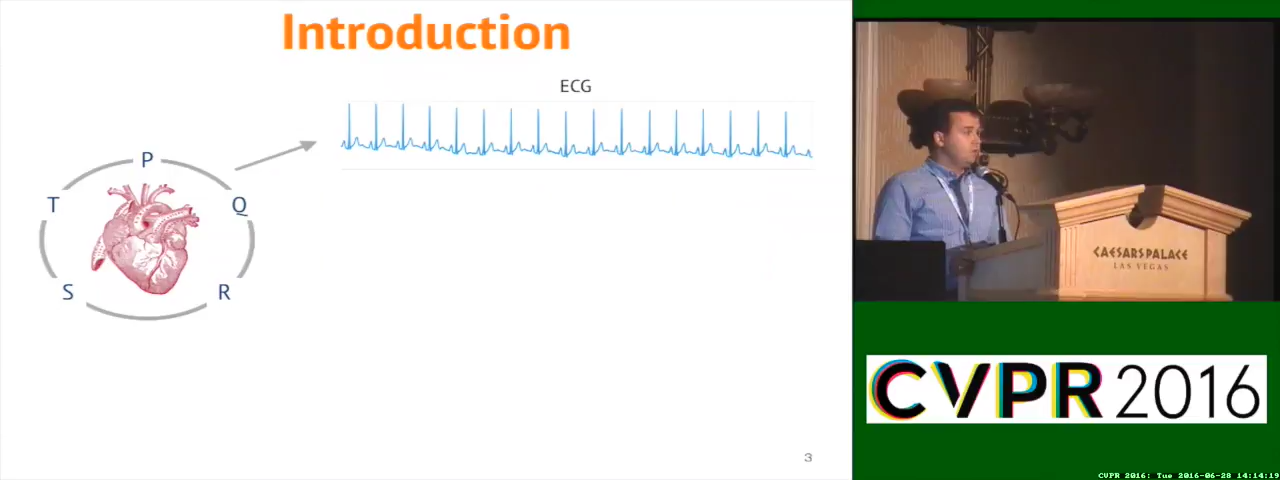 Introduction
ECG
P
T
Q
S
R
3
CAESARS PALACE
LAS VEGAS
CVPR 2016
CVPR 2016: Tue 2016-06-28 14:14:19